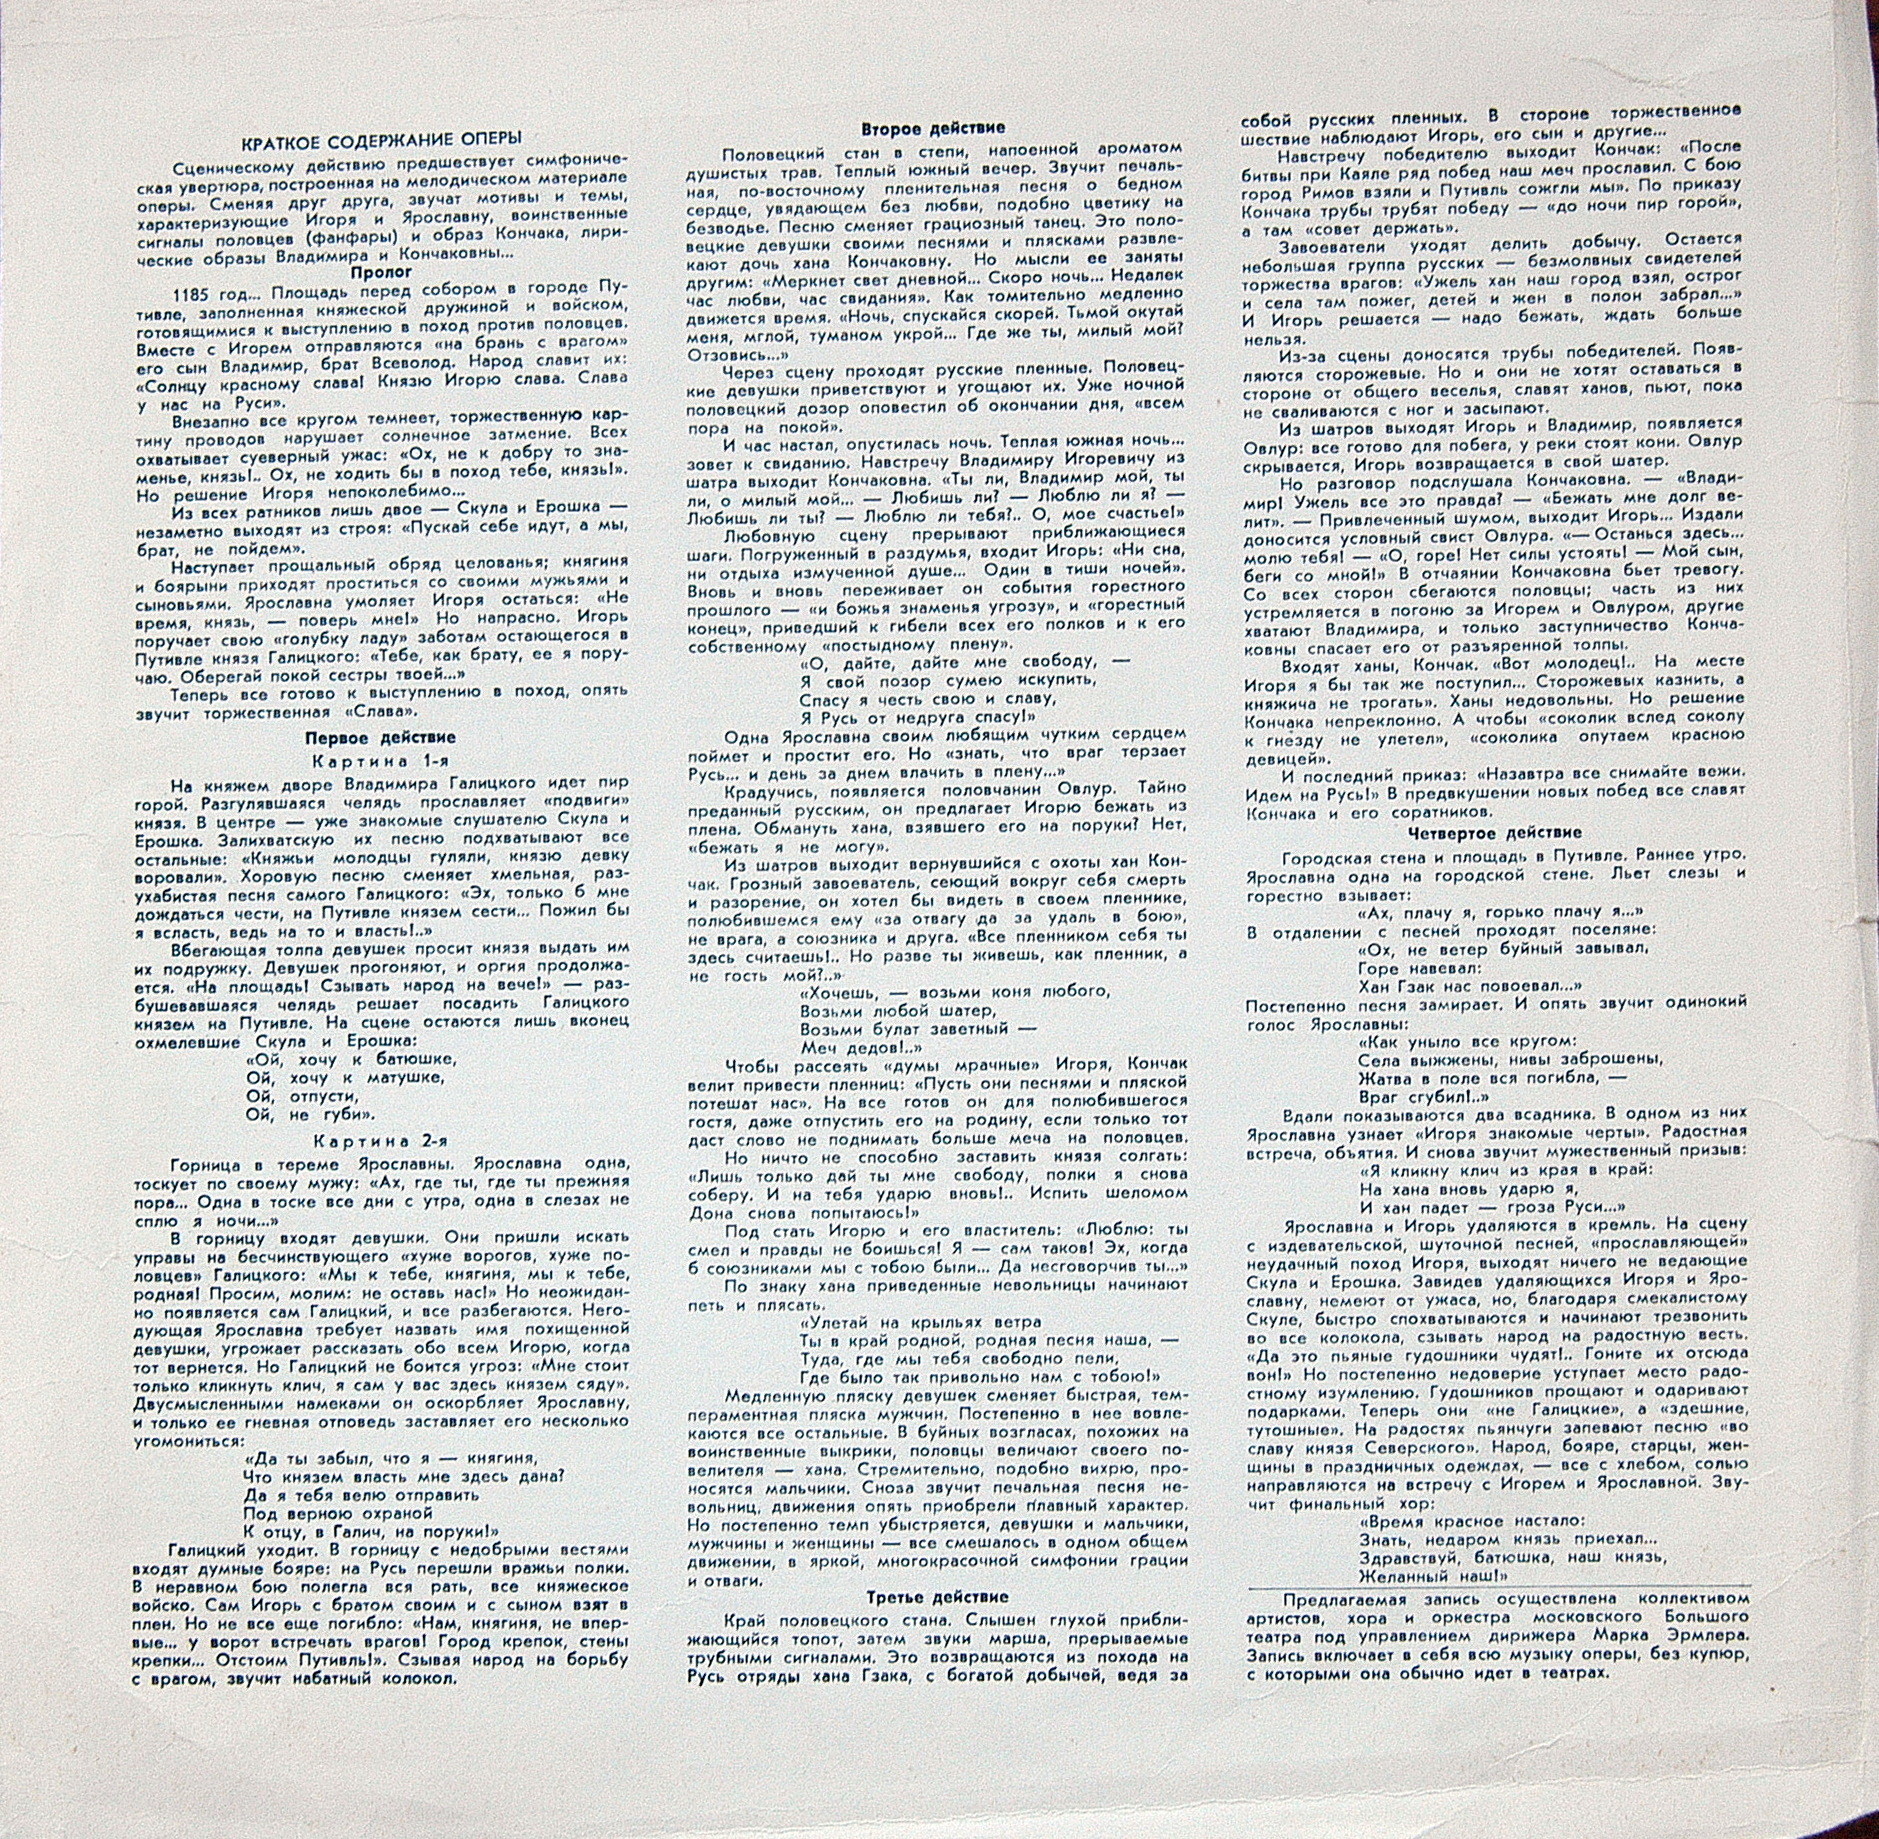 КРАТКОЕ СОДЕРЖАНИЕ ОПЕРЫ
Сценическому действию предшествует симфониче-
ская увертюра, построенная на мелодическом материале
оперы. Сменяя друг друга, звучат мотивы и темы,
характеризующие Игоря и Ярославну, воинственные
сигналы половцев (фанфары) и образ Кончака, лири-
ческие образы Владимира и Кончаковны...
Пролог
1185 год... Площадь перед собором в городе Пу-
тивле, заполненная княжеской дружиной и войском,
готовящимися к выступлению в поход против половцев.
Вместе с Игорем отправляются «на брань с врагом»
его сын Владимир, брат Всеволод. Народ славит их:
«Солнцу красному слава! Князю Игорю слава. Слава
у нас на Руси».
Внезапно все кругом темнеет, торжественную кар-
тину проводов нарушает солнечное затмение. Всех
охватывает суеверный ужас: «Ох, не к добру то зна-
менье, князь!.. Ох, не ходить бы в поход тебе, князь!».
Но решение Игоря непоколебимо...
Из всех ратников лишь двое — Скула и Ерошка —
незаметно выходят из строя: «Пускай себе идут, а мы,
брат, не пойдем».
Наступает прощальный обряд целованья; княгиня
и боярыни приходят проститься со своими мужьями и
сыновьями. Ярославна умоляет Игоря остаться: «Не
время, князь, — поверь мне!» Но напрасно. Игорь
поручает свою «голубку ладу» заботам остающегося в
Путивле князя Галицкого: «Тебе, как брату, ее я пору-
чаю. Оберегай покой сестры твоей...»
Теперь все готово к выступлению в поход, опять
звучит торжественная «Слава».
Первое действие
Картина 1-я
На княжем дворе Владимира Галицкого идет пир
горой. Разгулявшаяся челядь прославляет «подвиги»
князя. В центре — уже знакомые слушателю Скула и
Ерошка. Залихватскую их песню подхватывают все
остальные: «Княжьи молодцы гуляли, князю девку
воровали». Хоровую песню сменяет хмельная, раз-
ухабистая песня самого Галицкого: «Эх, только б мне
дождаться чести, на Путивле князем сести... Пожил бы
я всласть, ведь на то и власть!..»
Вбегающая толпа девушек просит князя выдать им
их подружку. Девушек прогоняют, и оргия продолжа-
ется. «На площадь! Сзывать народ на вече!» — раз-
бушевавшаяся челядь решает посадить Галицкого
князем на Путивле. На сцене остаются лишь вконец
охмелевшие Скула и Ерошка:
«Ой, хочу к батюшке,
Ой, хочу к матушке,
Ой, отпусти,
Ой, не губи».
Картина 2-я
Горница в тереме Ярославны. Ярославна одна,
тоскует по своему мужу: «Ах, где ты, где ты прежняя
пора... Одна в тоске все дни с утра, одна в слезах не
сплю я ночи...»
В горницу входят девушки. Они пришли искать
управы на бесчинствующего «хуже ворогов, хуже по-
ловцев» Галицкого: «Мы к тебе, княгиня, мы к тебе,
родная! Просим, молим: не оставь нас!» Но неожидан-
но появляется сам Галицкий, и все разбегаются. Него-
дующая Ярославна требует назвать имя похищенной
девушки, угрожает рассказать обо всем Игорю, когда
тот вернется. Но Галицкий не боится угроз: «Мне стоит
только кликнуть клич, я сам у вас здесь князем сяду».
Двусмысленными намеками он оскорбляет Ярославну,
и только ее гневная отповедь заставляет его несколько
угомониться:
«Да ты забыл, что я — княгиня,
Что князем власть мне здесь дана?
Да я тебя велю отправить
Под верною охраной
К отцу, в Галич, на поруки!»
Галицкий уходит. В горницу с недобрыми вестями
входят думные бояре: на Русь перешли вражьи полки.
В неравном бою полегла вся рать, все княжеское
войско. Сам Игорь с братом своим и с сыном взят в
плен. Но не все еще погибло: «Нам, княгиня, не впер-
вые... у ворот встречать врагов! Город крепок, стены
крепки... Отстоим Путивль!». Сзывая народ на борьбу
с врагом, звучит набатный колокол.
Второе действие
Половецкий стан в степи, напоенной ароматом
душистых трав. Теплый южный вечер. Звучит печаль-
ная, по-восточному пленительная песня о бедном
сердце, увядающем без любви, подобно цветику на
безводье. Песню сменяет грациозный танец. Это поло-
вецкие девушки своими песнями и плясками развле-
кают дочь хана Кончаковну. Но мысли ее заняты
другим: «Меркнет свет дневной... Скоро ночь... Недалек
час любви, час свидания». Как томительно медленно
движется время. «Ночь, спускайся скорей. Тьмой окутай
меня, мглой, туманом укрой... Где же ты, милый мой?
Отзовись...»
Через сцену проходят русские пленные. Половец-
кие девушки приветствуют и угощают их. Уже ночной
половецкий дозор оповестил об окончании дня, «всем
пора на покой».
И час настал, опустилась ночь. Теплая южная ночь...
зовет к свиданию. Навстречу Владимиру Игоревичу из
шатра выходит Кончаковна. «Ты ли, Владимир мой, ты
ли, о милый мой... — Любишь ли? — Люблю ли я? —
Любишь ли ты? — Люблю ли тебя?.. О, мое счастье!»
Любовную сцену прерывают приближающиеся
шаги. Погруженный в раздумья, входит Игорь: «Ни сна,
ни отдыха измученной душе... Один в тиши ночей».
Вновь и вновь переживает он события горестного
прошлого — «и божья знаменья угрозу», и «горестный
конец», приведший к гибели всех его полков и к его
собственному «постыдному плену».
«О, дайте, дайте мне свободу, —
Я свой позор сумею искупить,
Спасу я честь свою и славу,
Я Русь от недруга спасу!»
Одна Ярославна своим любящим чутким сердцем
поймет и простит его. Но «знать, что враг терзает
Русь... и день за днем влачить в плену...»
Крадучись, появляется половчанин Овлур. Тайно
преданный русским, он предлагает Игорю бежать из
плена. Обмануть хана, взявшего его на поруки? Нет,
«бежать я не могу».
Из шатров выходит вернувшийся с охоты хан Кон-
чак. Грозный завоеватель, сеющий вокруг себя смерть
и разорение, он хотел бы видеть в своем пленнике,
полюбившемся ему «за отвагу да за удаль в бою»,
не врага, а союзника и друга. «Все пленником себя ты
здесь считаешь!.. Но разве ты живешь, как пленник, а
не гость мой?..»
«Хочешь, — возьми коня любого,
Возьми любой шатер,
Возьми булат заветный —
Меч дедов!..»
Чтобы рассеять «думы мрачные» Игоря, Кончак
велит привести пленниц: «Пусть они песнями и пляской
потешат нас». На все готов он для полюбившегося
гостя, даже отпустить его на родину, если только тот
даст слово не поднимать больше меча на половцев.
Но ничто не способно заставить князя солгать:
«Лишь только дай ты мне свободу, полки я снова
соберу. И на тебя ударю вновь!.. Испить шеломом
Дона снова попытаюсь!»
Под стать Игорю и его властитель: «Люблю: ты
смел и правды не боишься! Я — сам таков! Эх, когда
б союзниками мы с тобою были... Да несговорчив ты...»
По знаку хана приведенные невольницы начинают
петь и плясать.
«Улетай на крыльях ветра
Ты в край родной, родная песня наша, —
Туда, где мы тебя свободно пели,
Где было так привольно нам с тобою!»
Медленную пляску девушек сменяет быстрая, тем-
пераментная пляска мужчин. Постепенно в нее вовле-
каются все остальные. В буйных возгласах, похожих на
воинственные выкрики, половцы величают своего по-
велителя — хана. Стремительно, подобно вихрю, про-
носятся мальчики. Сноза звучит печальная песня не-
вольниц, движения опять приобрели плавный характер.
Но постепенно темп убыстряется, девушки и мальчики,
мужчины и женщины — все смешалось в одном общем
движении, в яркой, многокрасочной симфонии грации
и отваги.
Третье действие
Край половецкого стана. Слышен глухой прибли-
жающийся топот, затем звуки марша, прерываемые
трубными сигналами. Это возвращаются из похода на
Русь отряды хана Гзака, с богатой добычей, ведя за
собой русских пленных. В стороне торжественное
шествие наблюдают Игорь, его сын и другие...
Навстречу победителю выходит Кончак: «После
битвы при Каяле ряд побед наш меч прославил. С бою
город Римов взяли и Путивль сожгли мы». По приказу
Кончака трубы трубят победу — «до ночи пир горой»,
а там «совет держать».
Завоеватели уходят делить добычу. Остается
небольшая группа русских — безмолвных свидетелей
торжества врагов: «Ужель хан наш город взял, острог
и села там пожег, детей и жен в полон забрал...»
И Игорь решается — надо бежать, ждать больше
нельзя.
Из-за сцены доносятся трубы победителей. Появ-
ляются сторожевые. Но и они не хотят оставаться в
стороне от общего веселья, славят ханов, пьют, пока
не сваливаются с ног и засыпают.
Из шатров выходят Игорь и Владимир, появляется
Овлур: все готово для побега, у реки стоят кони. Овлур
скрывается, Игорь возвращается в свой шатер.
Но разговор подслушала Кончаковна. — «Влади-
мир! Ужель все это правда? — «Бежать мне долг ве-
лит». — Привлеченный шумом, выходит Игорь... Издали
доносится условный свист Овлура. «— Останься здесь...
молю тебя! — «О, горе! Нет силы устоять! — Мой сын,
беги со мной!» В отчаянии Кончаковна бьет тревогу.
Со всех сторон сбегаются половцы; часть из них
устремляется в погоню за Игорем и Овлуром, другие
хватают Владимира, и только заступничество Конча-
ковны спасает его от разъяренной толпы.
Входят ханы, Кончак. «Вот молодец!.. На месте
Игоря я бы так же поступил... Сторожевых казнить, а
княжича не трогать». Ханы недовольны. Но решение
Кончака непреклонно. А чтобы «соколик вслед соколу
к гнезду не улетел», «соколика опутаем красною
девицей».
И последний приказ: «Назавтра все снимайте вежи.
Идем на Русь!» В предвкушении новых побед все славят
Кончака и его соратников.
Четвертое действие
Городская стена и площадь в Путивле. Раннее утро.
Ярославна одна на городской стене. Льет слезы и
горестно взывает:
«Ах, плачу я, горько плачу я...»
В отдалении с песней проходят поселяне:
«Ох, не ветер буйный завывал,
Горе навевал:
Хан Гзак нас повоевал...»
Постепенно песня замирает. И опять звучит одинокий
голос Ярославны:
«Как уныло все кругом:
Села выжжены, нивы заброшены,
Жатва в поле вся погибла, —
Враг сгубил!..»
Вдали показываются два всадника. В одном из них
Ярославна узнает «Игоря знакомые черты». Радостная
встреча, объятия. И снова звучит мужественный призыв:
«Я кликну клич из края в край:
На хана вновь ударю я,
И хан падет — гроза Руси...»
Ярославна и Игорь удаляются в кремль. На сцену
с издевательской, шуточной песней, «прославляющей»
неудачный поход Игоря, выходят ничего не ведающие
Скула и Ерошка. Завидев удаляющихся Игоря и Яро-
славну, немеют от ужаса, но, благодаря смекалистому
Скуле, быстро спохватываются и начинают трезвонить
во все колокола, сзывать народ на радостную весть.
«Да это пьяные гудошники чудят!.. Гоните их отсюда
вон!» Но постепенно недоверие уступает место радо-
стному изумлению. Гудошников прощают и одаривают
подарками. Теперь они «не Галицкие», а «здешние,
тутошные». На радостях пьянчуги запевают песню «во
славу князя Северского». Народ, бояре, старцы, жен-
щины в праздничных одеждах, — все с хлебом, солью
направляются на встречу с Игорем и Ярославной. Зву-
чит финальный хор:
«Время красное настало:
Знать, недаром князь приехал...
Здравствуй, батюшка, наш князь,
Желанный наш!»
Предлагаемая запись осуществлена коллективом
артистов, хора и оркестра московского Большого
театра под управлением дирижера Марка Эрмлера.
Запись включает в себя всю музыку оперы, без купюр,
с которыми она обычно идет в театрах.